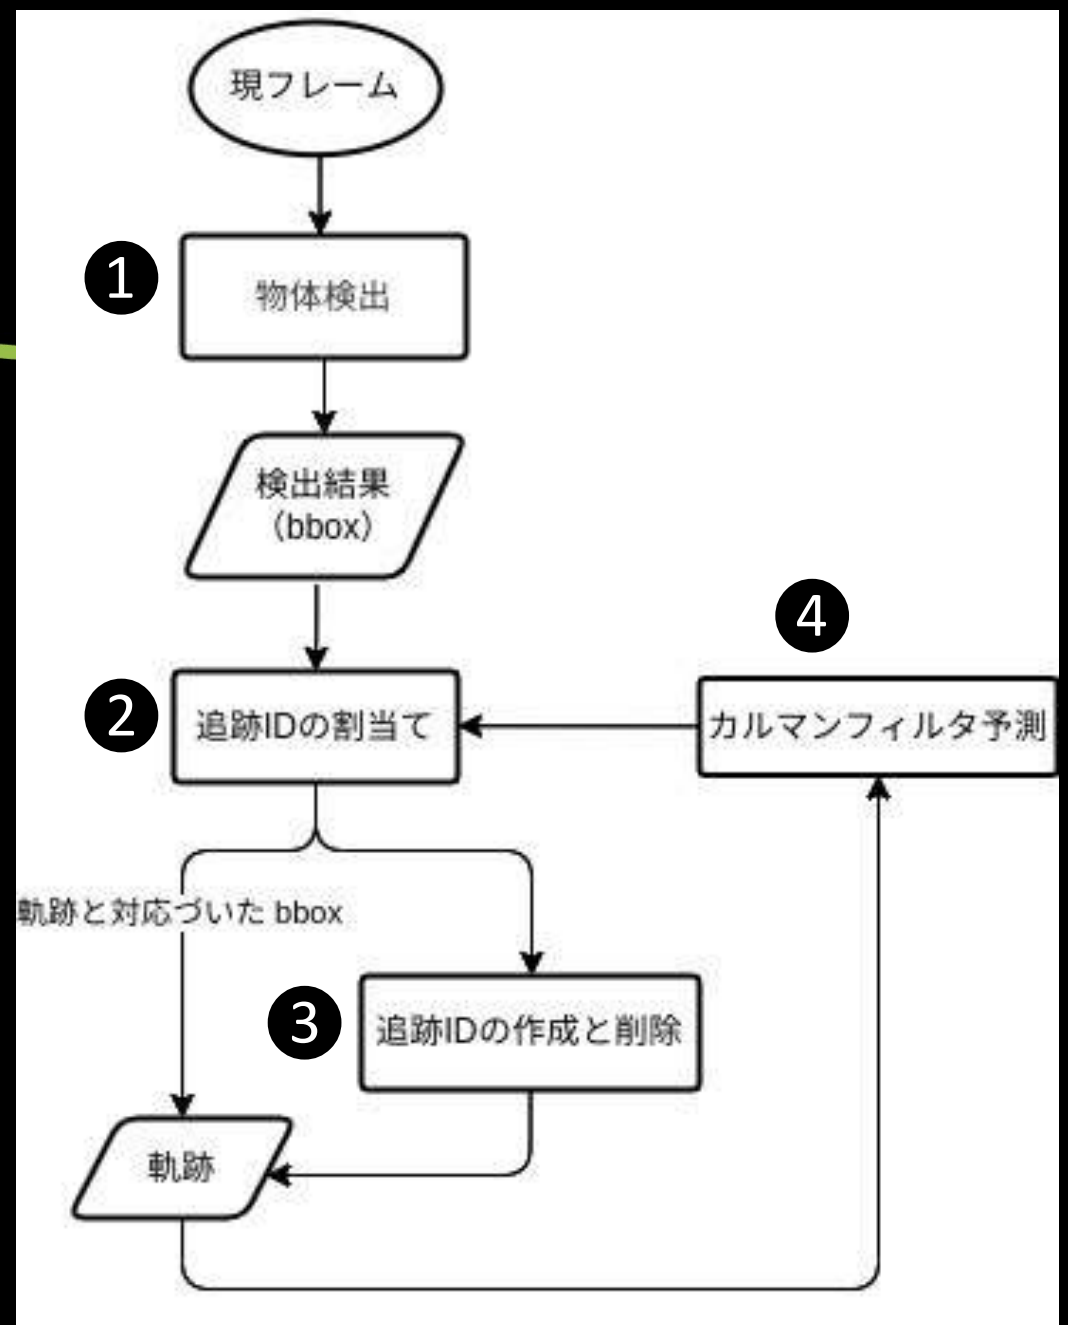 現フレーム
1
物体検出
検出結果
（bbox）
4
2
追跡IDの割当て
カルマンフィルタ予測
軌跡と対応づいた bbox
3
追跡IDの作成と削除
軌跡